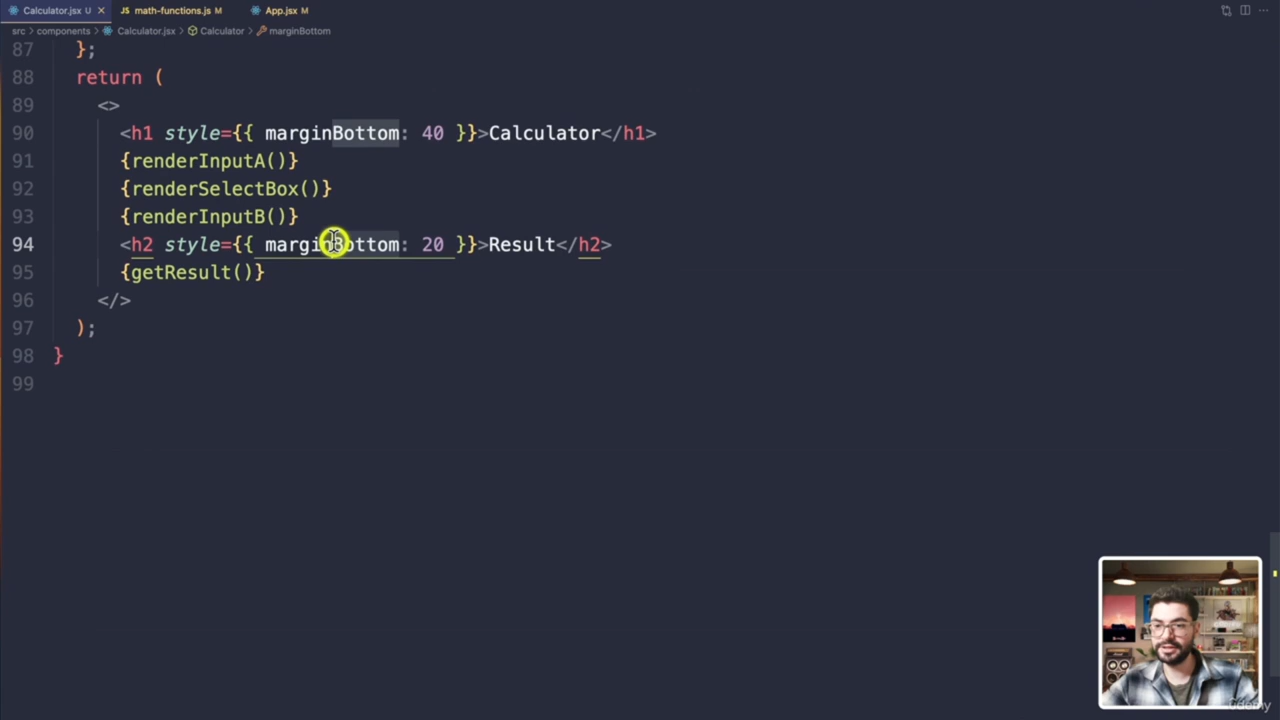 Calculator.jsx U ×
JS math-functions.js M
App.jsx M
src > components > Calculator.jsx > Calculator > marginBottom
87 };
88 return (
89 <>
90 <h1 style={{ marginBottom: 40 }}>Calculator</h1>
91 {renderInputA()}
92 {renderSelectBox()}
93 {renderInputB()}
94 <h2 style={{ marginBottom: 20 }}>Result</h2>
95 {getResult()}
96 </>
97 );
98 }
99
udemy